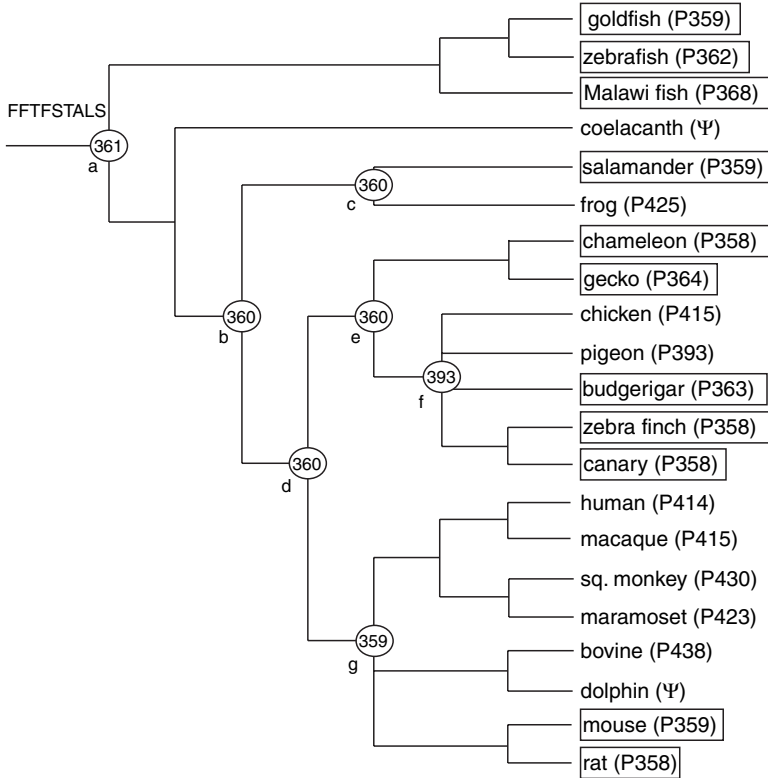 goldfish (P359)
zebrafish (P362)
Malawi fish (P368)
FFTFSTALS
coelacanth (Ψ)
361
a
salamander (P359)
360
c
frog (P425)
chameleon (P358)
gecko (P364)
360
b
360
e
chicken (P415)
pigeon (P393)
393
f
budgerigar (P363)
zebra finch (P358)
360
d
canary (P358)
human (P414)
macaque (P415)
sq. monkey (P430)
maramoset (P423)
359
g
bovine (P438)
dolphin (Ψ)
mouse (P359)
rat (P358)